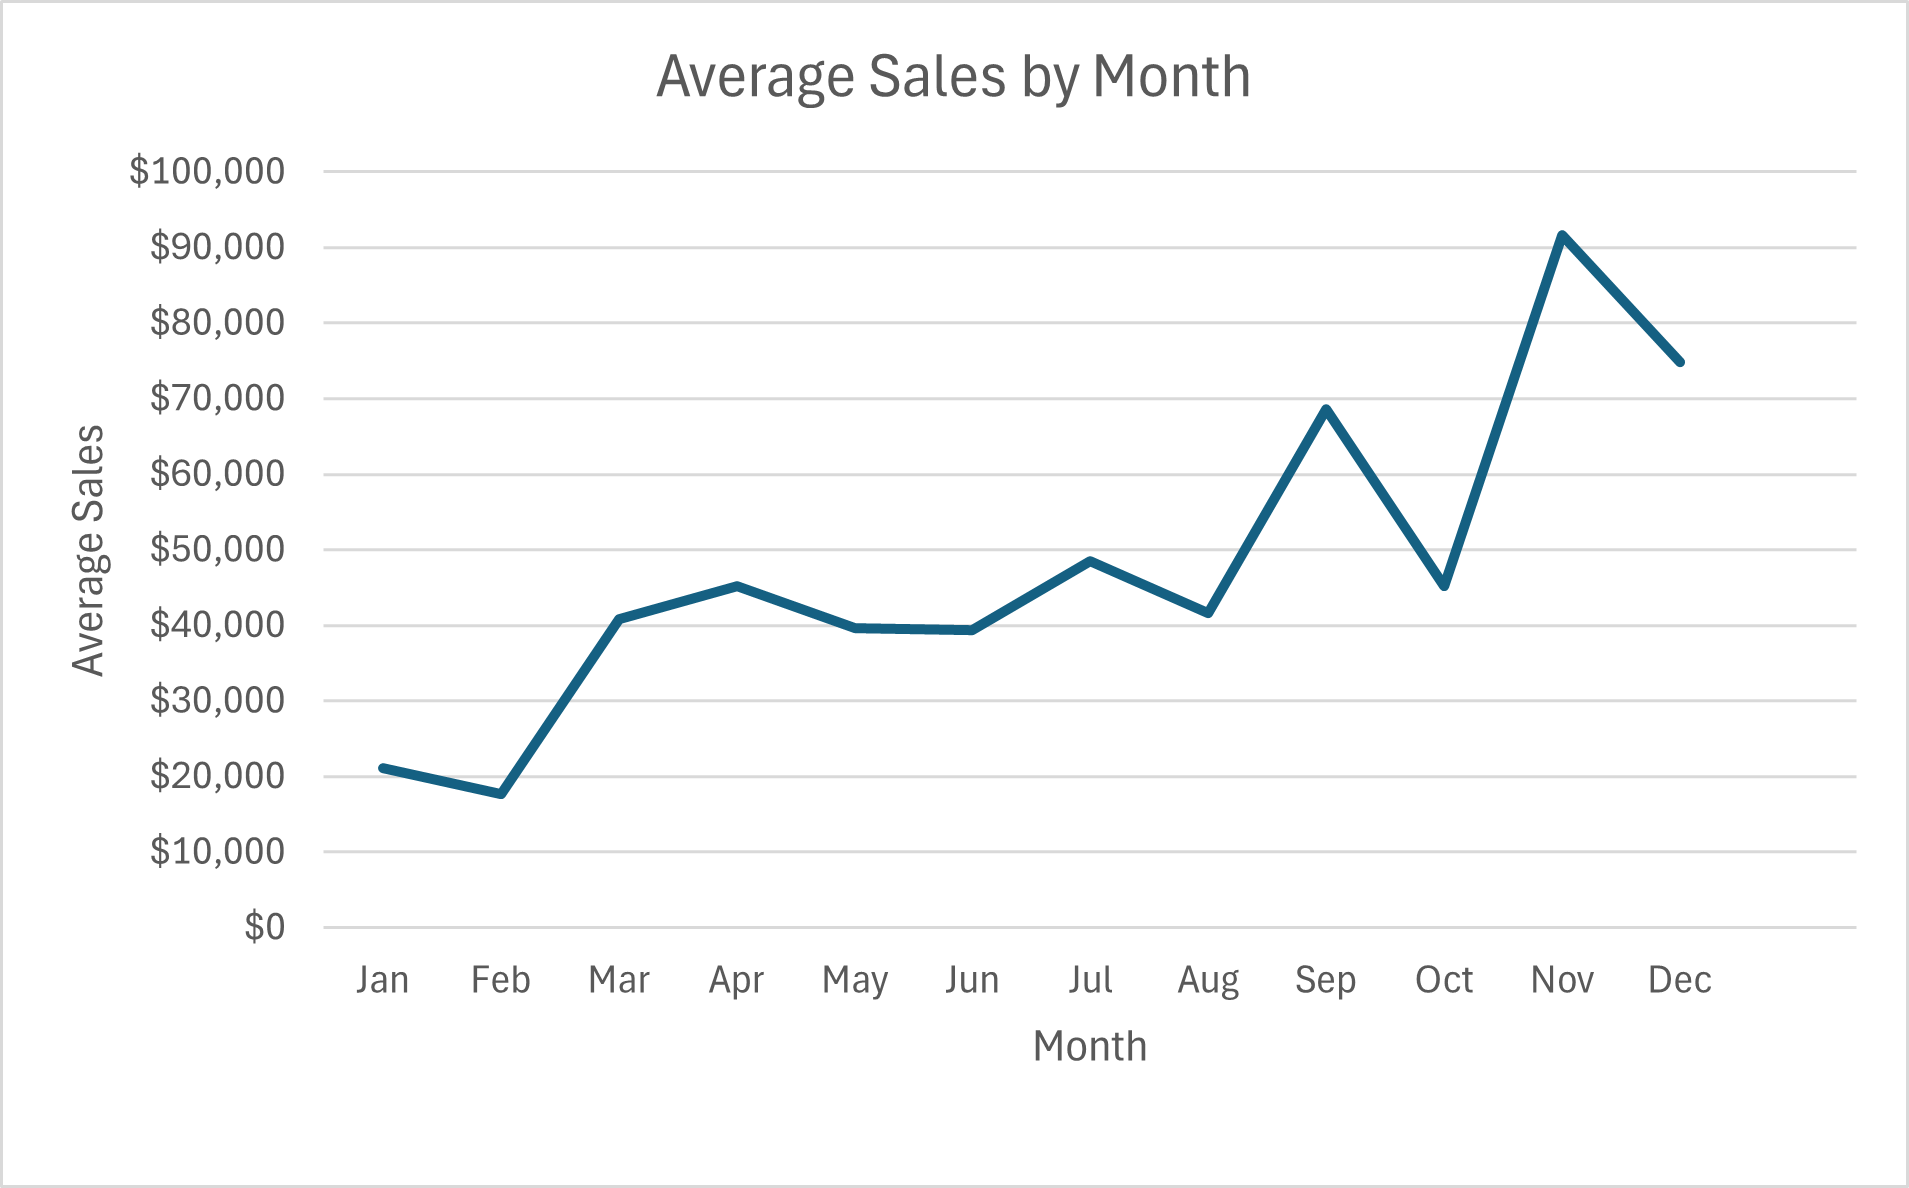 Average Sales by Month
$100,000
$90,000
$80,000
$70,000
$60,000
$50,000
$40,000
$30,000
$20,000
$10,000
$0
Average Sales
Jan Feb Mar Apr May Jun Jul Aug Sep Oct Nov Dec
Month